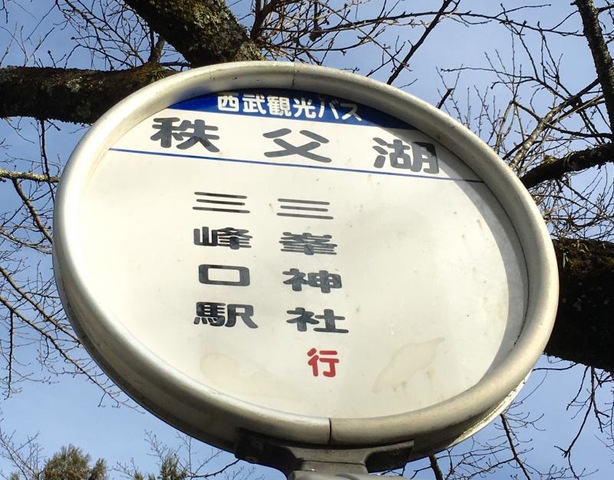 西武観光バス
秩父湖
三峯神社
三峰口駅
行